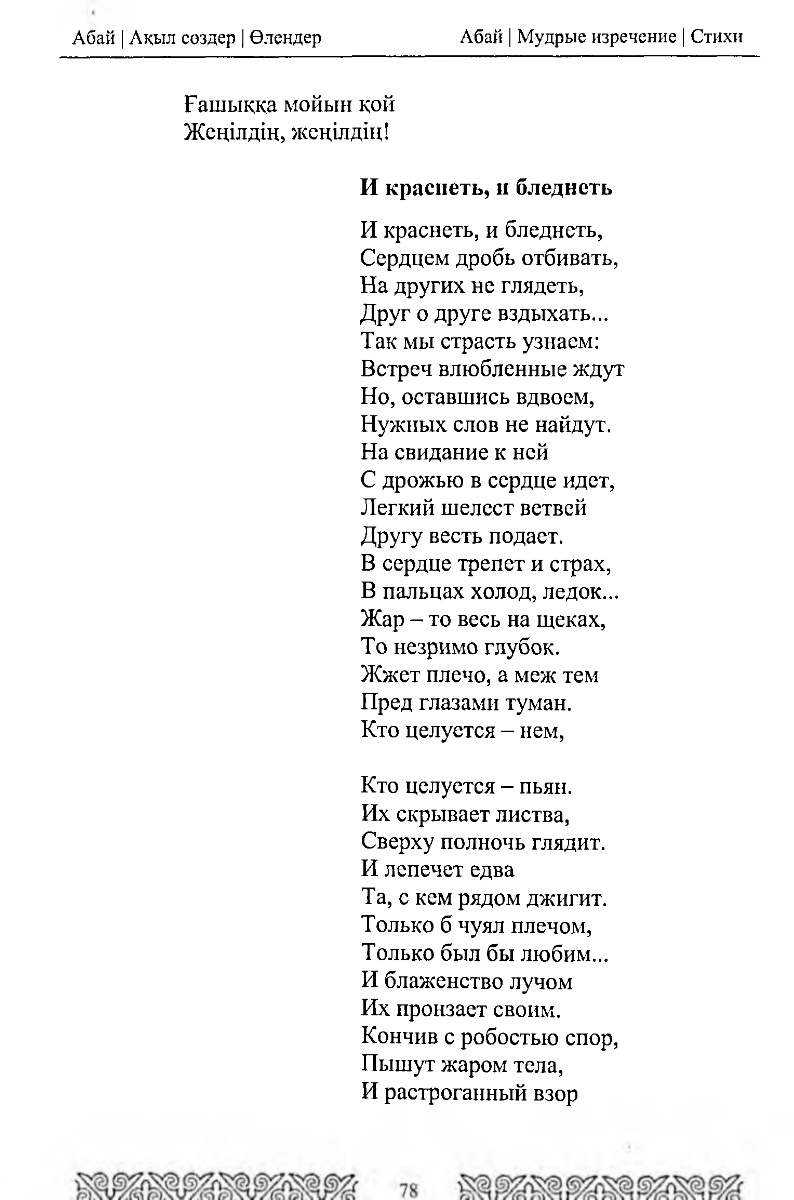 Абай | Ақыл сөздер | Өлендер
Абай | Мудрые изречение | Стихи
Ғашыққа мойын қой
Жеңілдің, жеңілдің!
И краснеть, и бледнеть
И краснеть, и бледнеть,
Сердцем дробь отбивать,
На других не глядеть,
Друг о друге вздыхать...
Так мы страсть узнаем:
Встреч влюбленные ждут
Но, оставшись вдвоем,
Нужных слов не найдут.
На свидание к ней
С дрожью в сердце идет,
Легкий шелест ветвей
Другу весть подает.
В сердце трепет и страх,
В пальцах холод, ледок...
Жар – то весь на щеках,
То незримо глубок.
Жжет плечо, а меж тем
Пред глазами туман.
Кто целуется – нем,
Кто целуется – пьян.
Их скрывает листва,
Сверху полночь глядит.
И лепечет едва
Та, с кем рядом джигит.
Только б чуял плечом,
Только был бы любим...
И блаженство лучом
Их пронзает своим.
Кончив с робостью спор,
Пышут жаром тела,
И растроганный взор
78